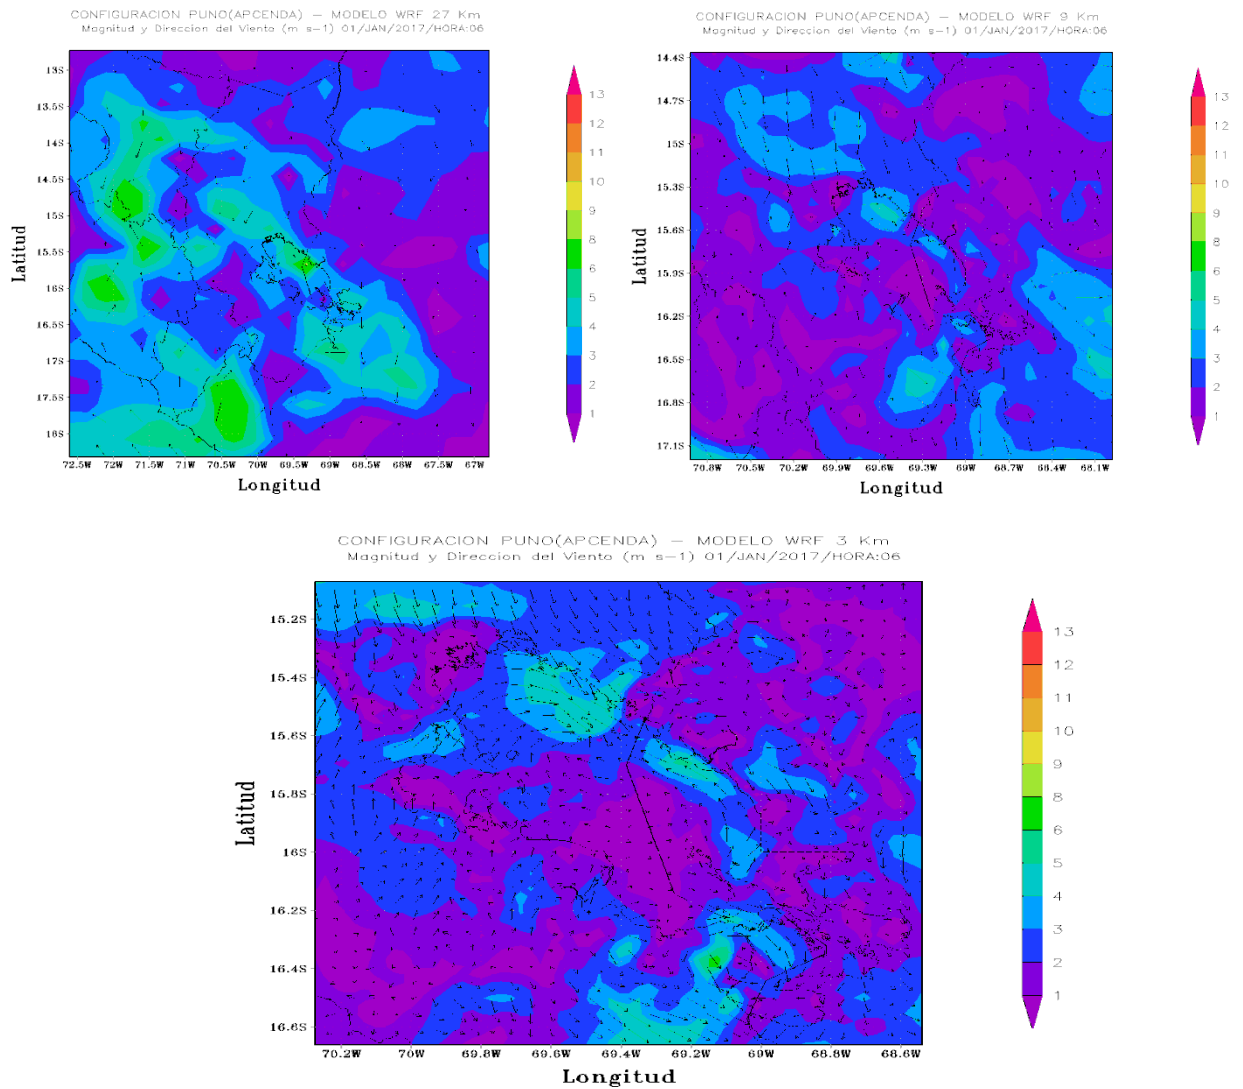 CONFIGURACION PUNO(APCENDA) – MODELO WRF 27 Km
Magnitud y Direccion del Viento (m s–1) 01/JAN/2017/HORA:06
13S
13.5S
14S
14.5S
15S
15.5S
16S
16.5S
17S
17.5S
18S
72.5W 72W 71.5W 71W 70.5W 70W 69.5W 69W 68.5W 68W 67.5W 67W
Latitud
Longitud
13
12
11
10
9
8
6
5
4
3
2
1
CONFIGURACION PUNO(APCENDA) – MODELO WRF 9 Km
Magnitud y Direccion del Viento (m s–1) 01/JAN/2017/HORA:06
14.4S
14.7S
15S
15.3S
15.6S
15.9S
16.2S
16.5S
16.8S
17.1S
70.8W 70.5W 70.2W 69.9W 69.6W 69.3W 69W 68.7W 68.4W 68.1W
Latitud
Longitud
13
12
11
10
9
8
6
5
4
3
2
1
CONFIGURACION PUNO(APCENDA) – MODELO WRF 3 Km
Magnitud y Direccion del Viento (m s–1) 01/JAN/2017/HORA:06
15.2S
15.4S
15.6S
15.8S
16S
16.2S
16.4S
16.6S
70.2W 70W 69.8W 69.6W 69.4W 69.2W 69W 68.8W 68.6W
Latitud
Longitud
13
12
11
10
9
8
6
5
4
3
2
1